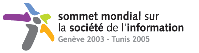 sommet mondial sur
la société de l'information
Genève 2003 - Tunis 2005